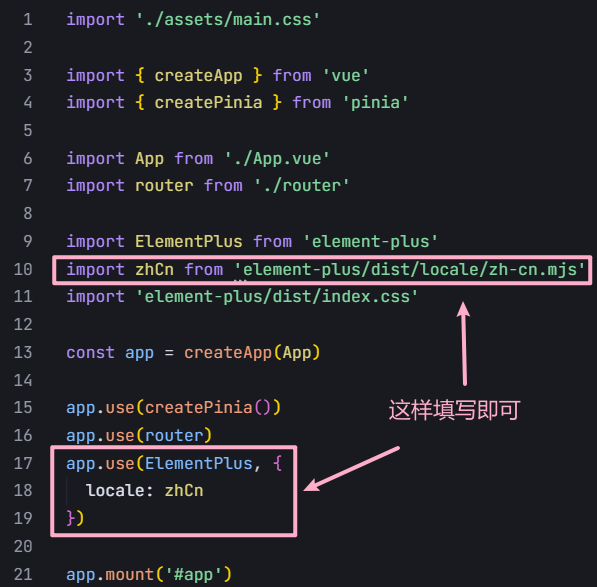 1 import './assets/main.css'
2
3 import { createApp } from 'vue'
4 import { createPinia } from 'pinia'
5
6 import App from './App.vue'
7 import router from './router'
8
9 import ElementPlus from 'element-plus'
10 import zhCn from 'element-plus/dist/locale/zh-cn.mjs'
11 import 'element-plus/dist/index.css'
12
13 const app = createApp(App)
14
15 app.use(createPinia())
这样填写即可
16 app.use(router)
17 app.use(ElementPlus, {
18 locale: zhCn
19 })
20
21 app.mount('#app')